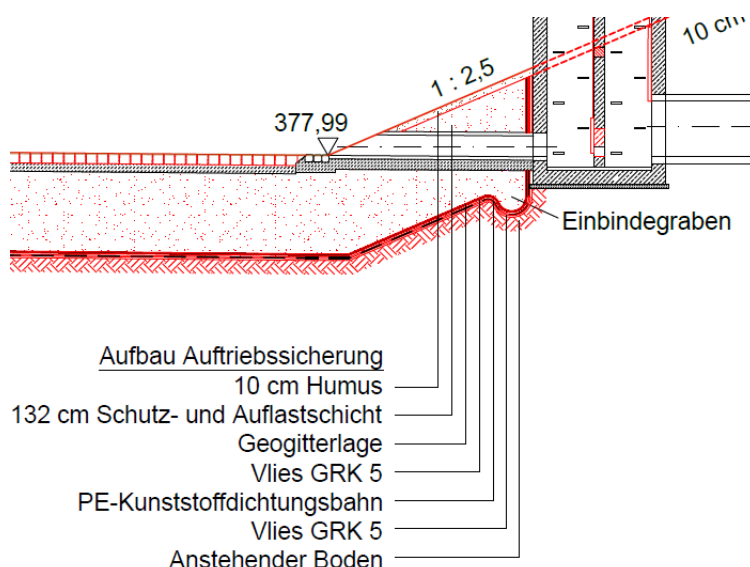 10 cm
1 : 2,5
377,99
Einbindegraben
Aufbau Auftriebssicherung
10 cm Humus
132 cm Schutz- und Auflastschicht
Geogitterlage
Vlies GRK 5
PE-Kunststoffdichtungsbahn
Vlies GRK 5
Anstehender Boden